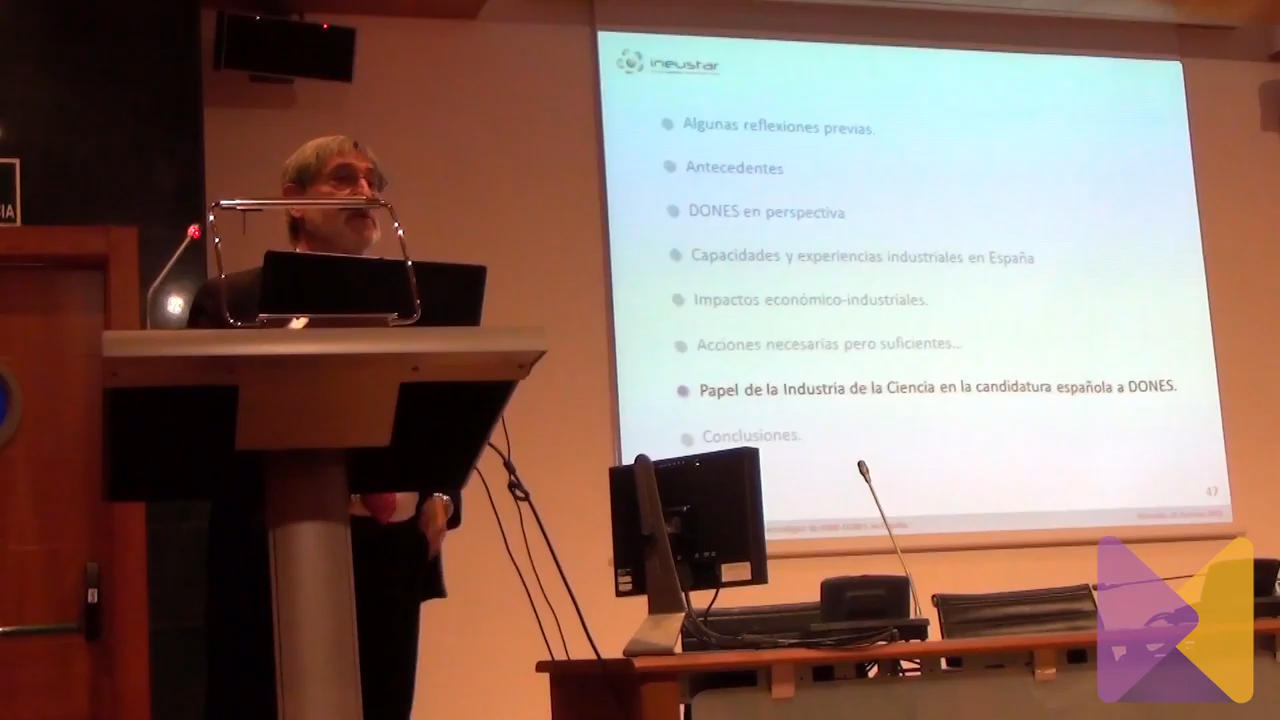 ineustar
Algunas reflexiones previas.
Antecedentes
DONES en perspectiva
Capacidades y experiencias industriales en España
Impactos económico-industriales.
Acciones necesarias pero suficientes...
Papel de la Industria de la Ciencia en la candidatura española a DONES.
Conclusiones.
47
IA